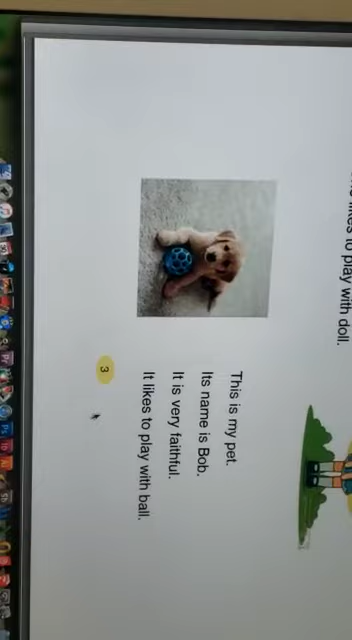 likes to play with doll.
This is my pet.
Its name is Bob.
It is very faithful.
It likes to play with ball.
3